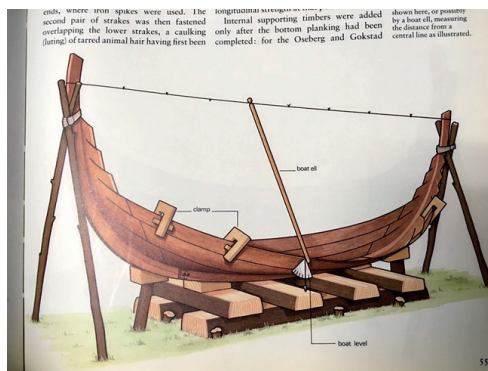 ends, where iron spikes were used. The
second pair of strakes was then fastened
overlapping the lower strakes, a caulking
(luting) of tarred animal hair having first been
Internal supporting timbers were added
only after the bottom planking had been
completed: for the Oseberg and Gokstad
shown here, or possibly
by a boat ell, measuring
the distance from a
central line as illustrated.
boat ell
clamp
boat level
55